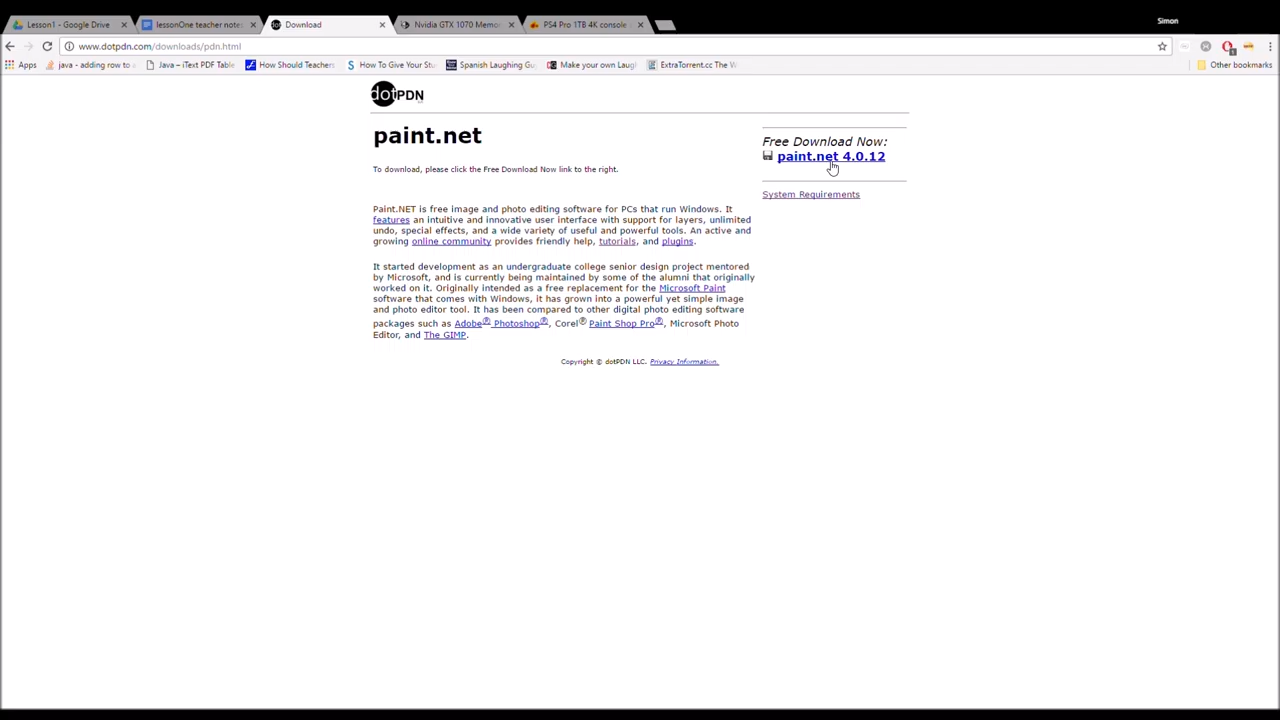 Simon
Lesson1 - Google Drive
lessonOne teacher note
Download
Nvidia GTX 1070 Memo
PS4 Pro 1TB 4K console
www.dotpdn.com/downloads/pdn.html
Apps
java - adding row to a
Java – iText PDF Table
How Should Teachers
How To Give Your Stu
Spanish Laughing Gu
Make your own Laugh
ExtraTorrent.cc The W
Other bookmarks
dotPDN
paint.net
To download, please click the Free Download Now link to the right.
Free Download Now:
paint.net 4.0.12
System Requirements
Paint.NET is free image and photo editing software for PCs that run Windows. It
features an intuitive and innovative user interface with support for layers, unlimited
undo, special effects, and a wide variety of useful and powerful tools. An active and
growing online community provides friendly help, tutorials, and plugins.
It started development as an undergraduate college senior design project mentored
by Microsoft, and is currently being maintained by some of the alumni that originally
worked on it. Originally intended as a free replacement for the Microsoft Paint
software that comes with Windows, it has grown into a powerful yet simple image
and photo editor tool. It has been compared to other digital photo editing software
packages such as Adobe® Photoshop®, Corel® Paint Shop Pro®, Microsoft Photo
Editor, and The GIMP.
Copyright © dotPDN LLC. Privacy Information.